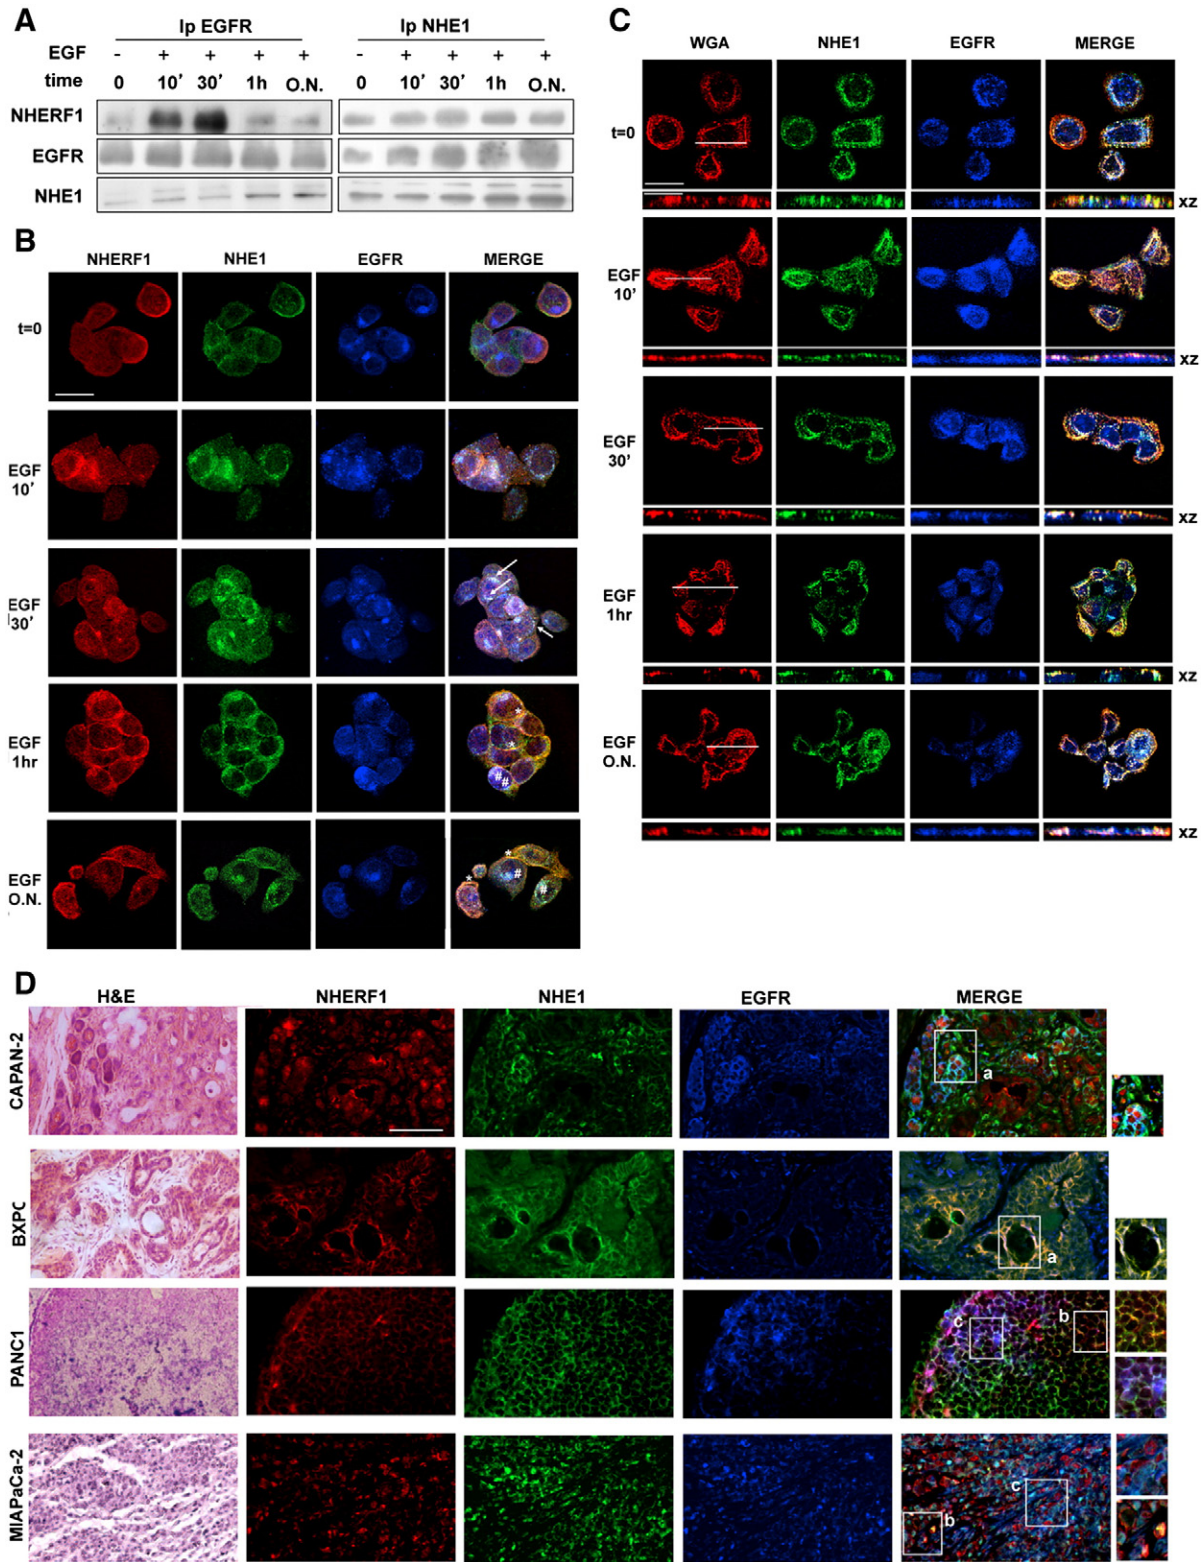 A
Ip EGFR
Ip NHE1
EGF - + + + + - + + + +
time 0 10' 30' 1h O.N. 0 10' 30' 1h O.N.
NHERF1
EGFR
NHE1
B
NHERF1 NHE1 EGFR MERGE
t=0
EGF
10'
EGF
30'
EGF
1hr
*
*
##
EGF
O.N.
* #
* #
C
WGA NHE1 EGFR MERGE
t=0
xz
EGF
10'
xz
EGF
30'
xz
EGF
1hr
xz
EGF
O.N.
xz
D
H&E NHERF1 NHE1 EGFR MERGE
CAPAN-2
a
BXPC
a
PANC1
c b
MIAPaCa-2
c
b